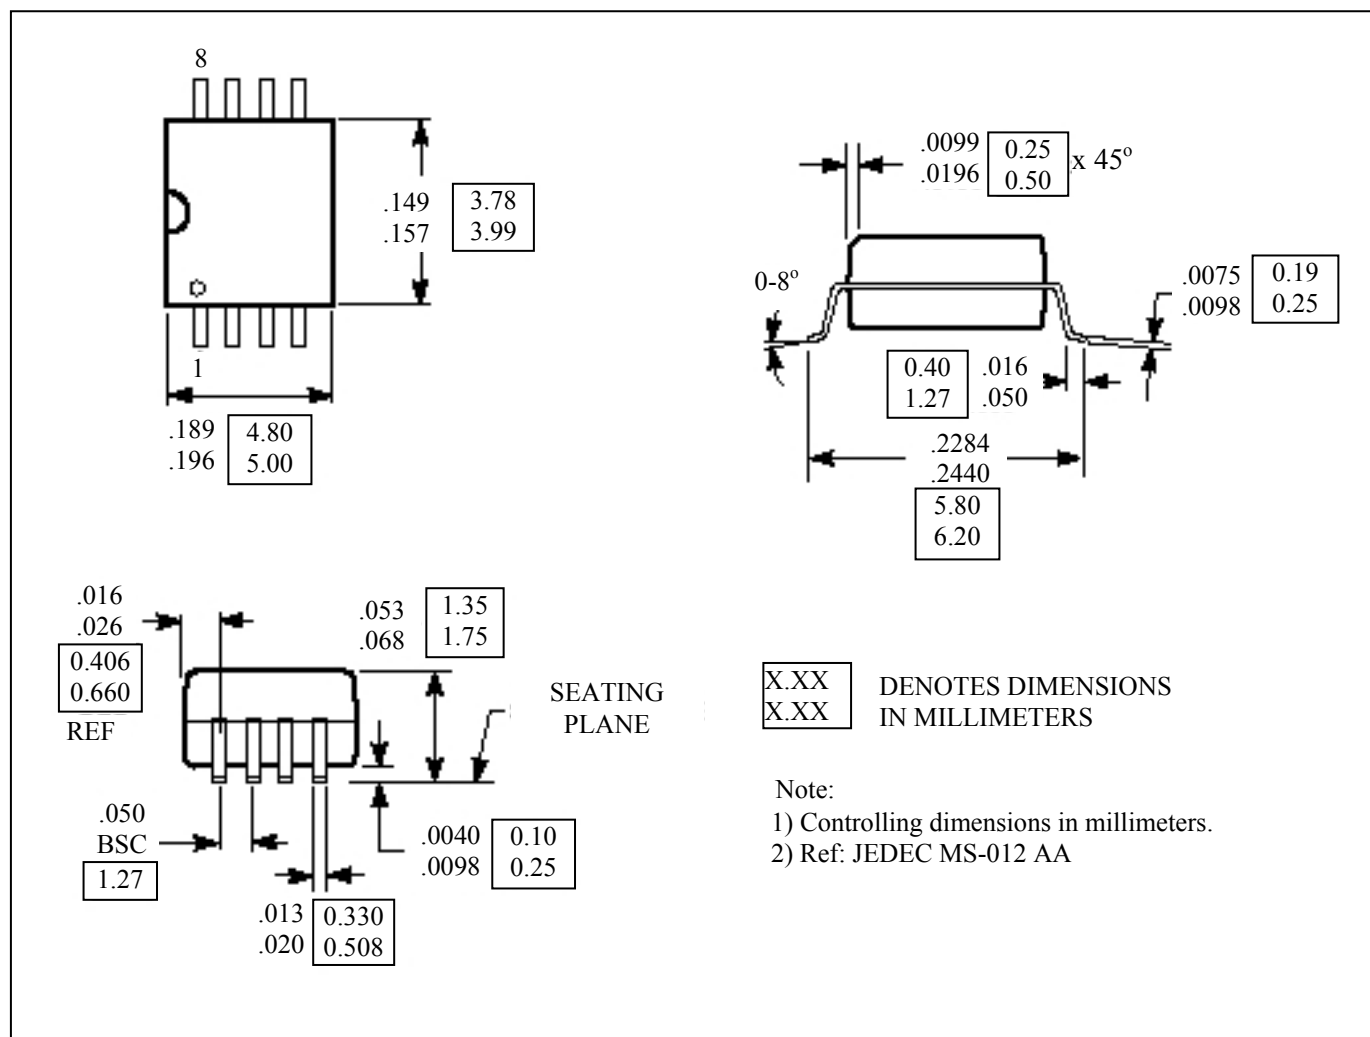 8
.149 3.78
.157 3.99
1
.189 4.80
.196 5.00
.0099 0.25
.0196 0.50
x 45º
0-8º
.0075 0.19
.0098 0.25
0.40 .016
1.27 .050
.2284
.2440
5.80
6.20
.016
.026
0.406
0.660
REF
.053 1.35
.068 1.75
SEATING
PLANE
.050
BSC
1.27
.0040 0.10
.0098 0.25
.013 0.330
.020 0.508
X.XX DENOTES DIMENSIONS
X.XX IN MILLIMETERS
Note:
1) Controlling dimensions in millimeters.
2) Ref: JEDEC MS-012 AA